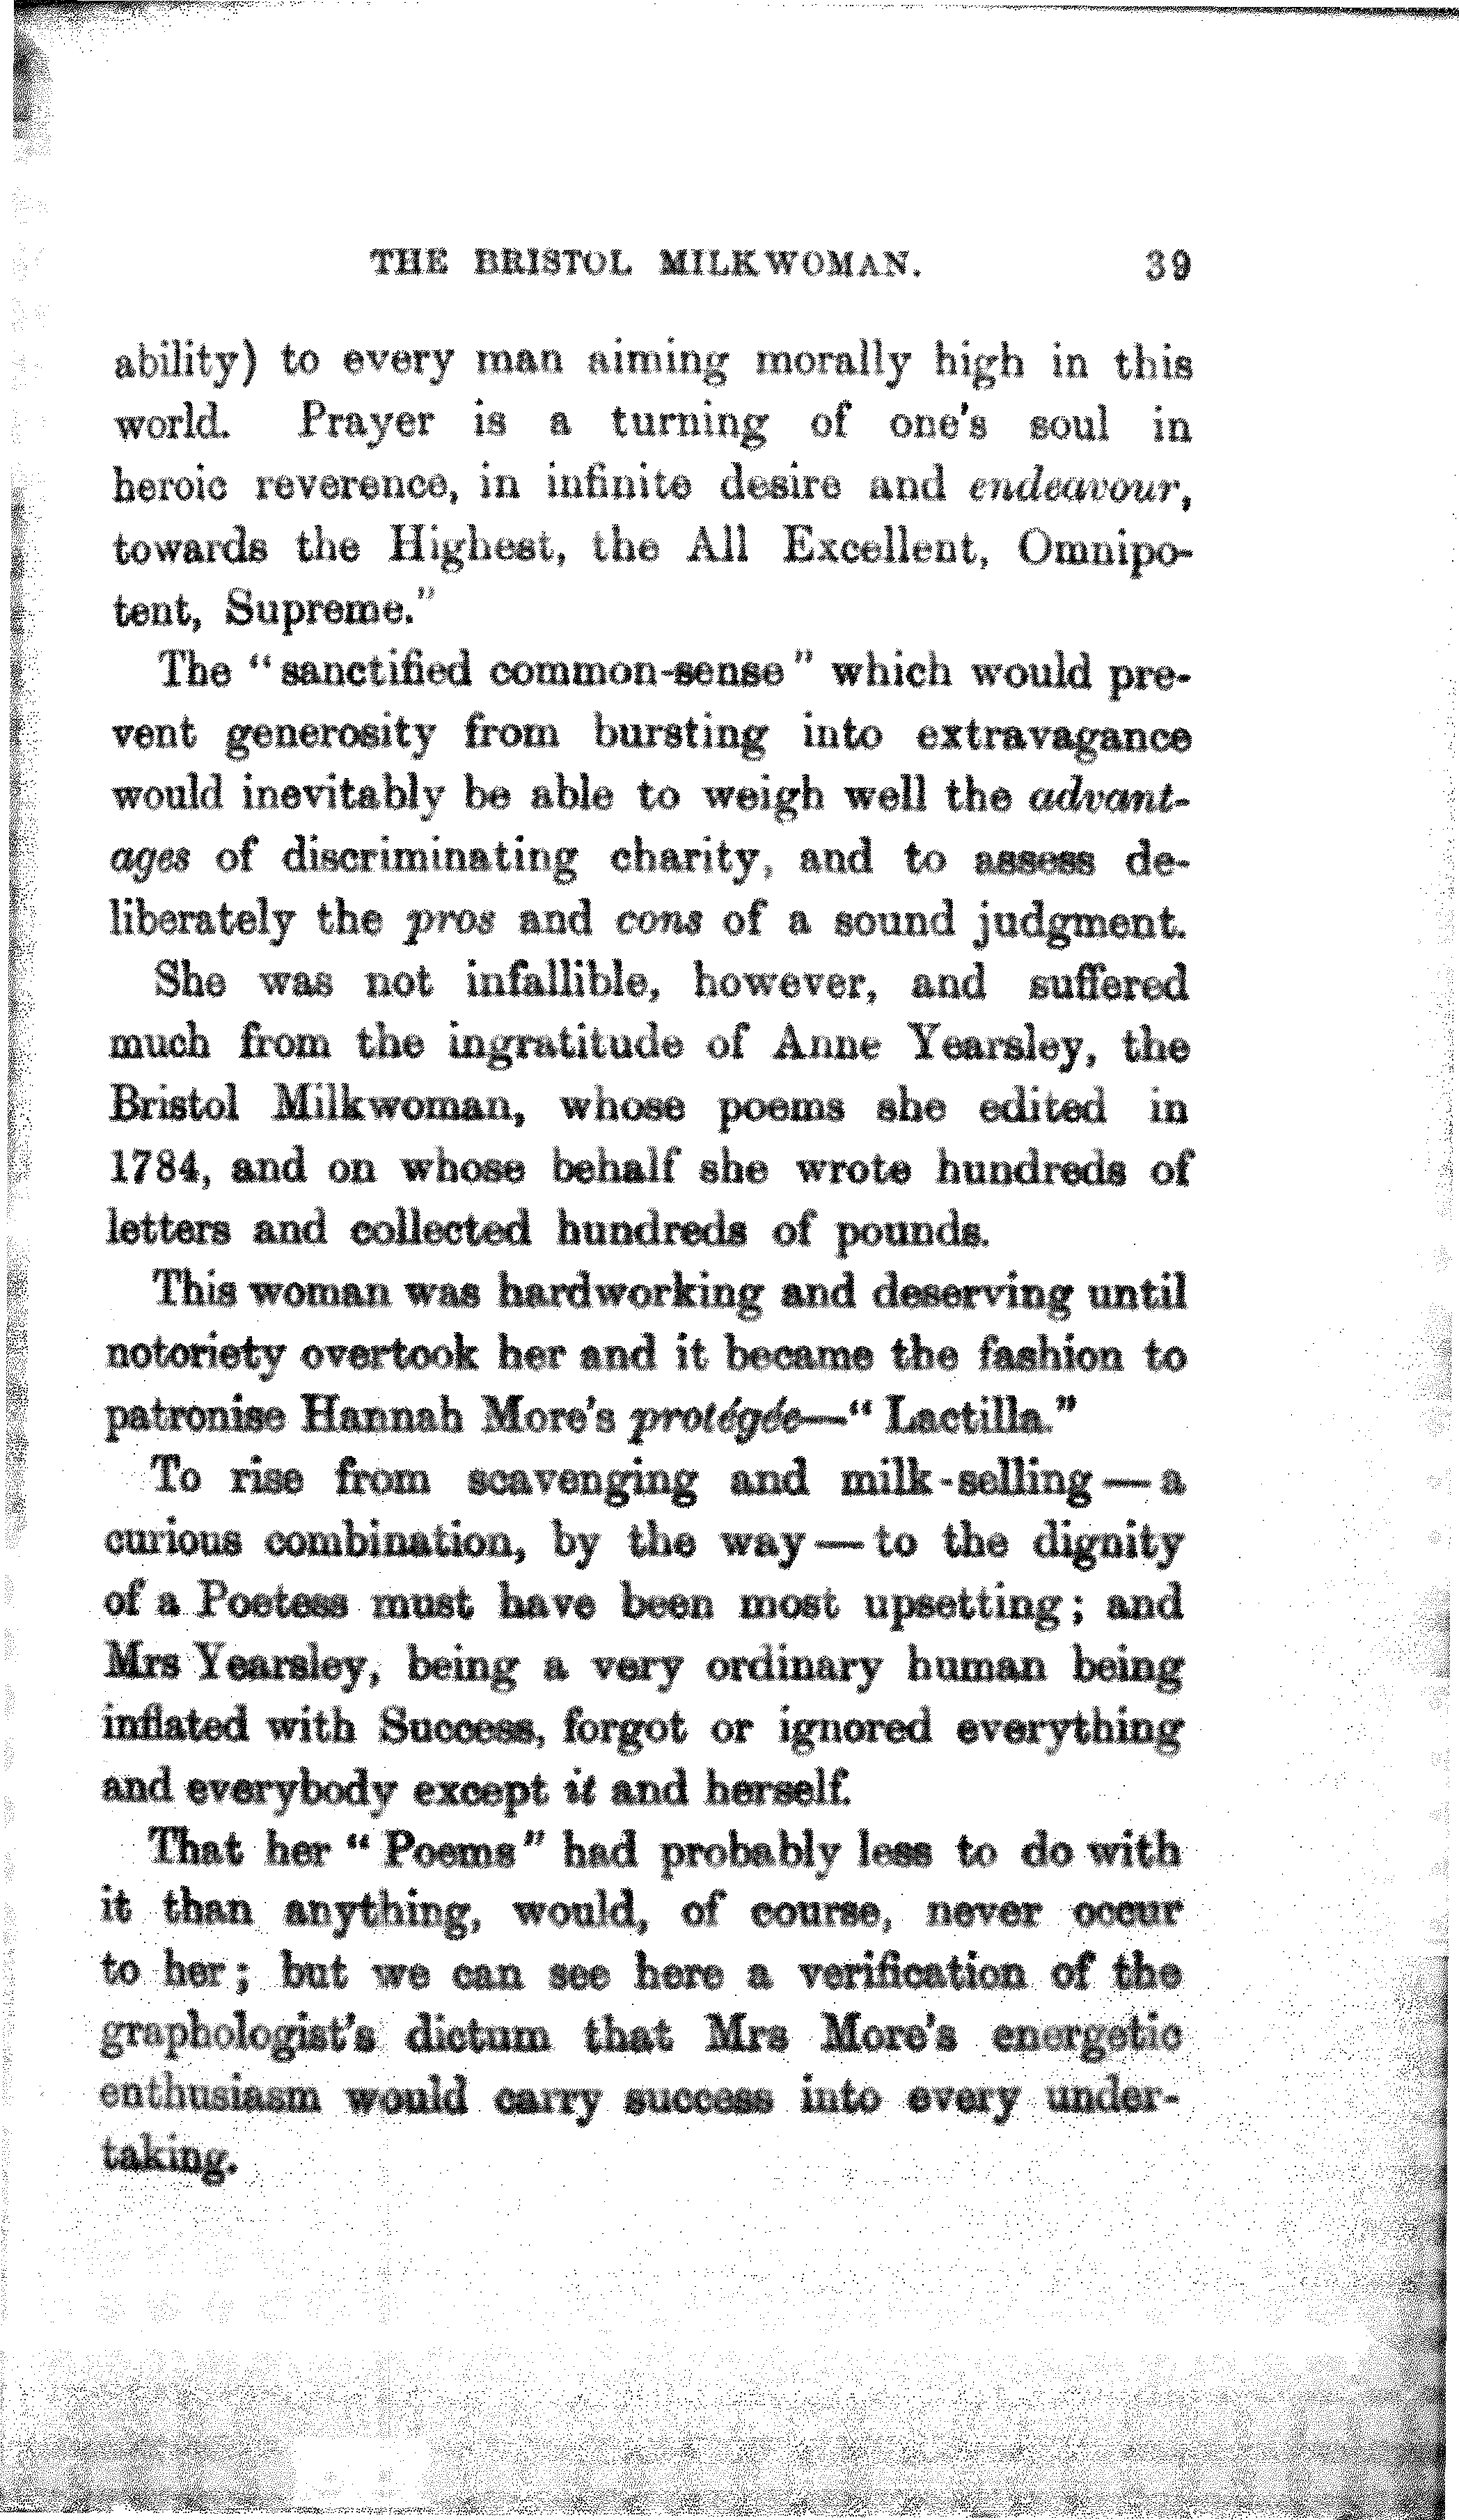 THE BRISTOL MILKWOMAN. 39
ability) to every man aiming morally high in this
world. Prayer is a turning of one's soul in
heroic reverence, in infinite desire and endeavour,
towards the Highest, the All Excellent, Omnipo-
tent, Supreme."
The "sanctified common-sense" which would pre-
vent generosity from bursting into extravagance
would inevitably be able to weigh well the advant-
ages of discriminating charity, and to assess de-
liberately the pros and cons of a sound judgment.
She was not infallible, however, and suffered
much from the ingratitude of Anne Yearsley, the
Bristol Milkwoman, whose poems she edited in
1784, and on whose behalf she wrote hundreds of
letters and collected hundreds of pounds.
This woman was hardworking and deserving until
notoriety overtook her and it became the fashion to
patronise Hannah More's protégée—"Lactilla."
To rise from scavenging and milk-selling—a
curious combination, by the way—to the dignity
of a Poetess must have been most upsetting; and
Mrs Yearsley, being a very ordinary human being
inflated with Success, forgot or ignored everything
and everybody except it and herself.
That her "Poems" had probably less to do with
it than anything, would, of course, never occur
to her; but we can see here a verification of the
graphologist's dictum that Mrs More's energetic
enthusiasm would carry success into every under-
taking.